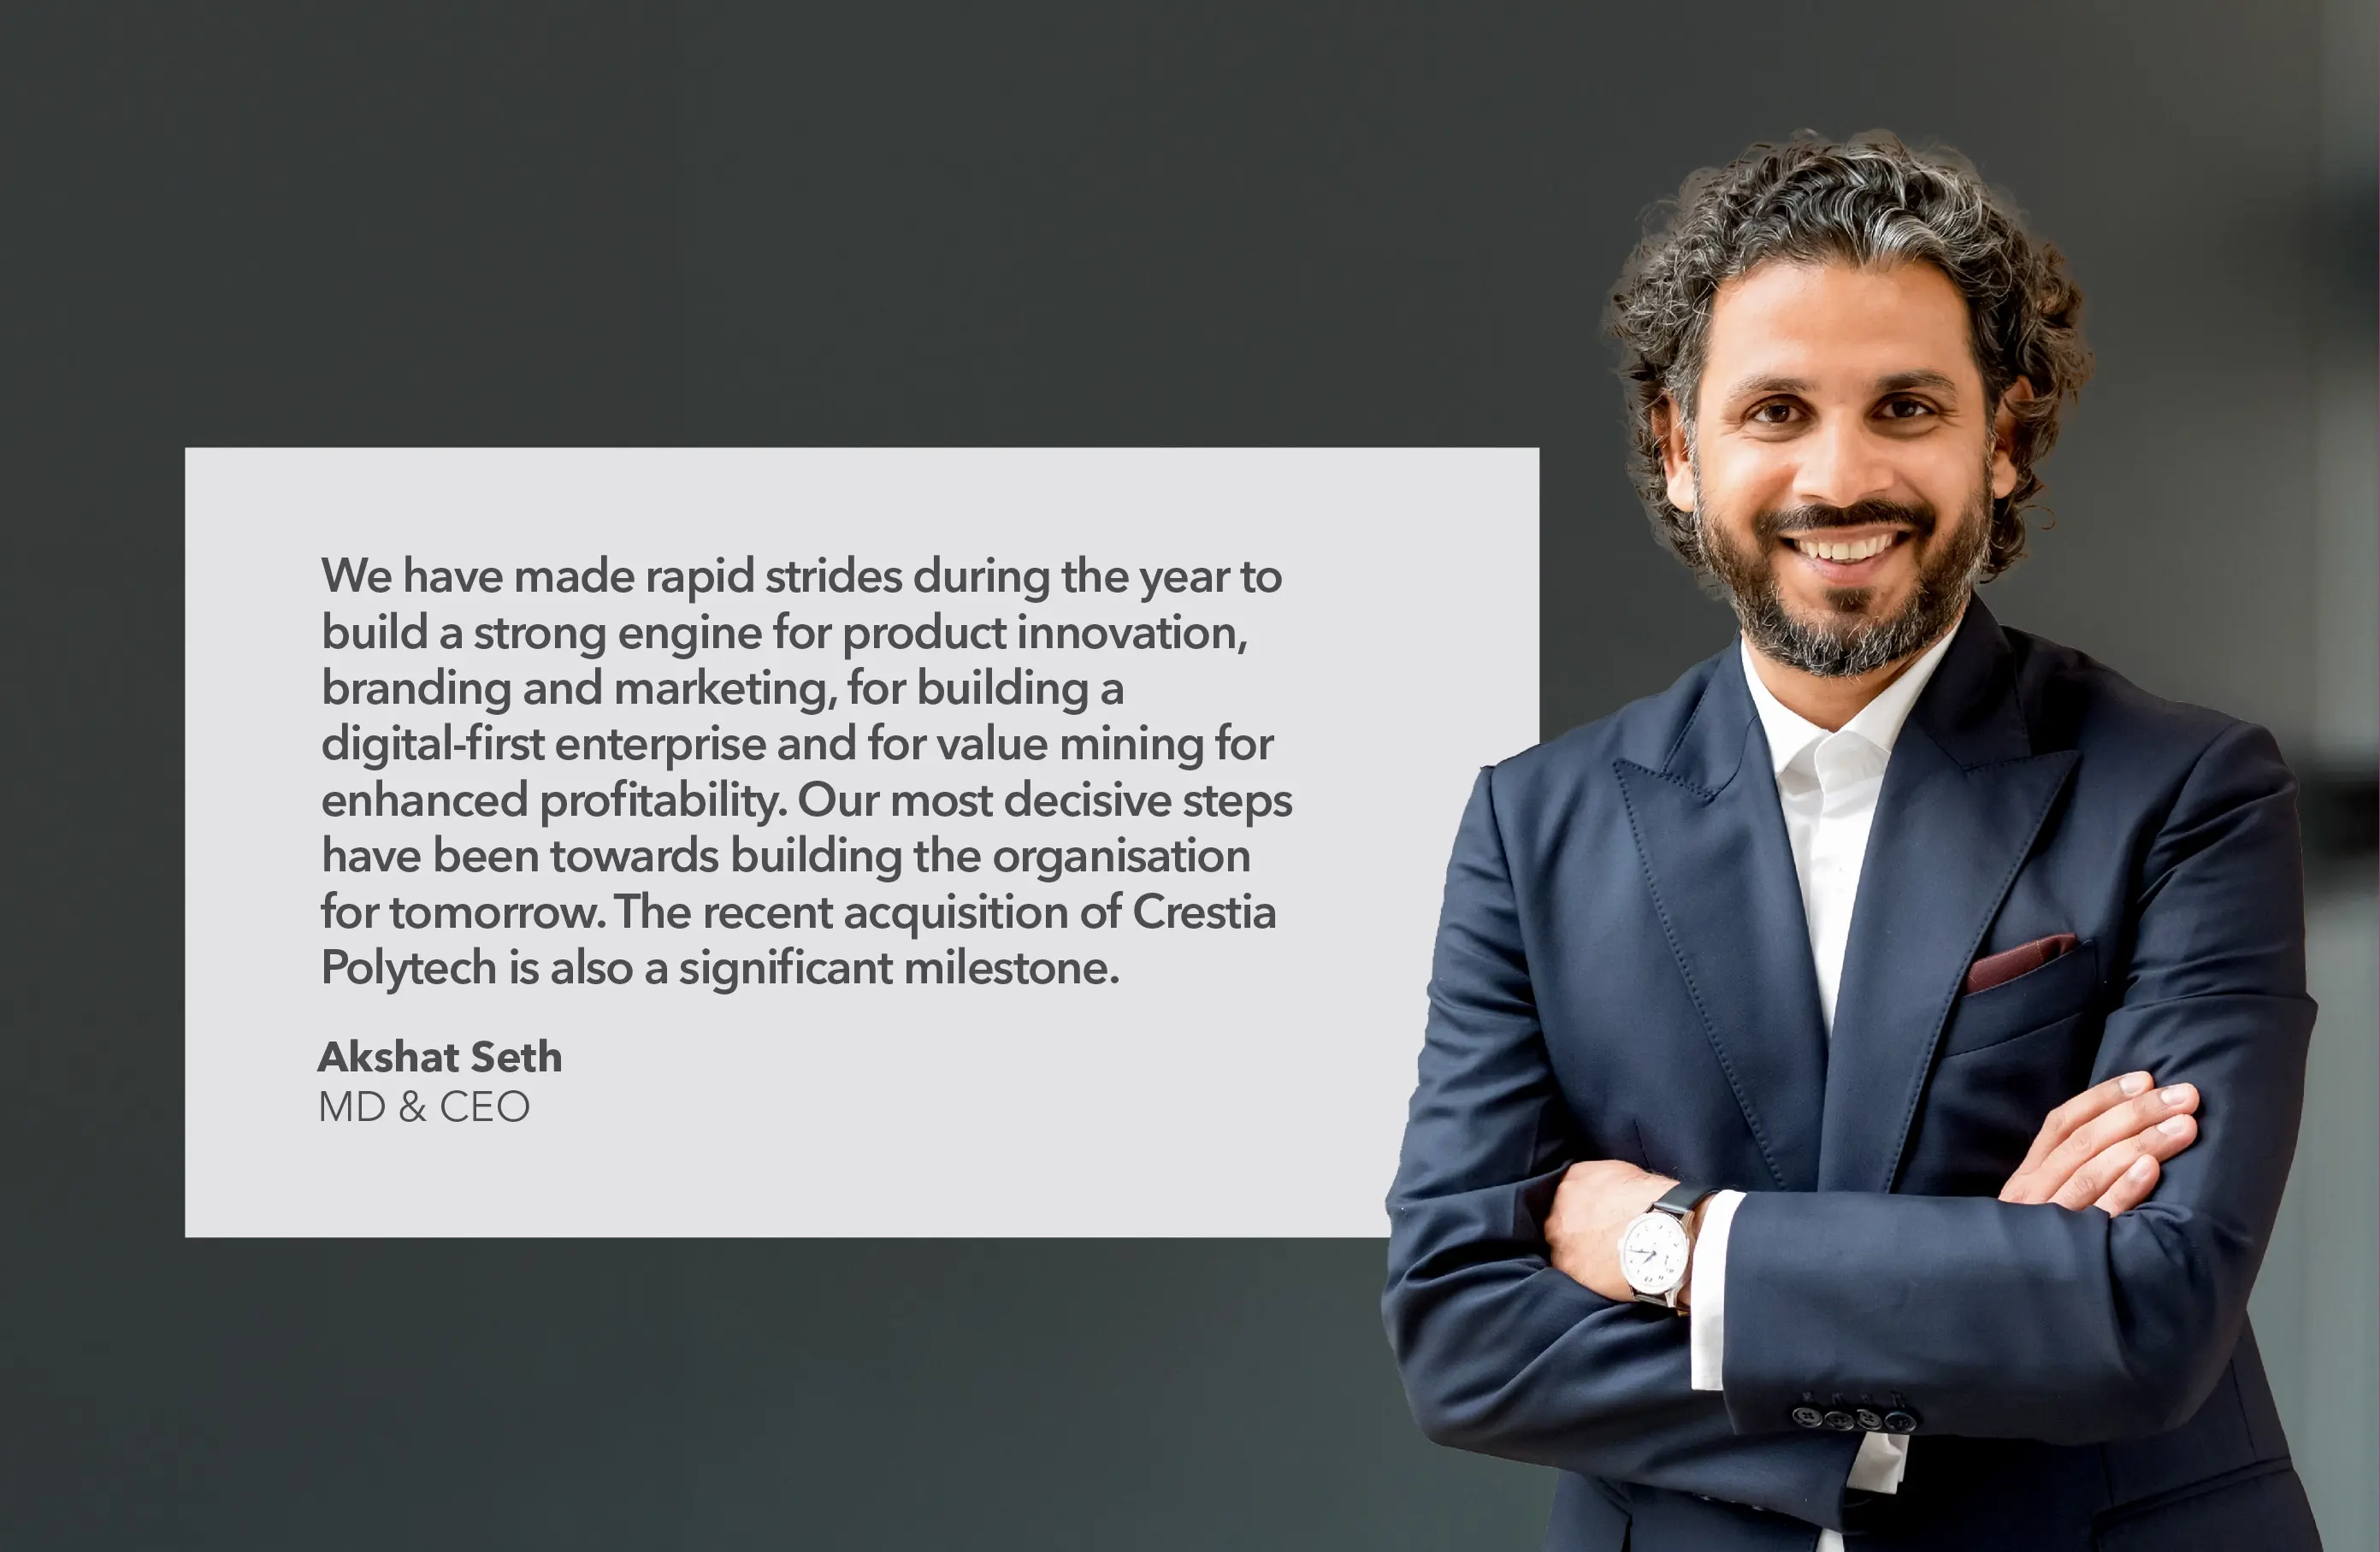 We have made rapid strides during the year to
build a strong engine for product innovation,
branding and marketing, for building a
digital-first enterprise and for value mining for
enhanced profitability. Our most decisive steps
have been towards building the organisation
for tomorrow. The recent acquisition of Crestia
Polytech is also a significant milestone.
Akshat Seth
MD & CEO